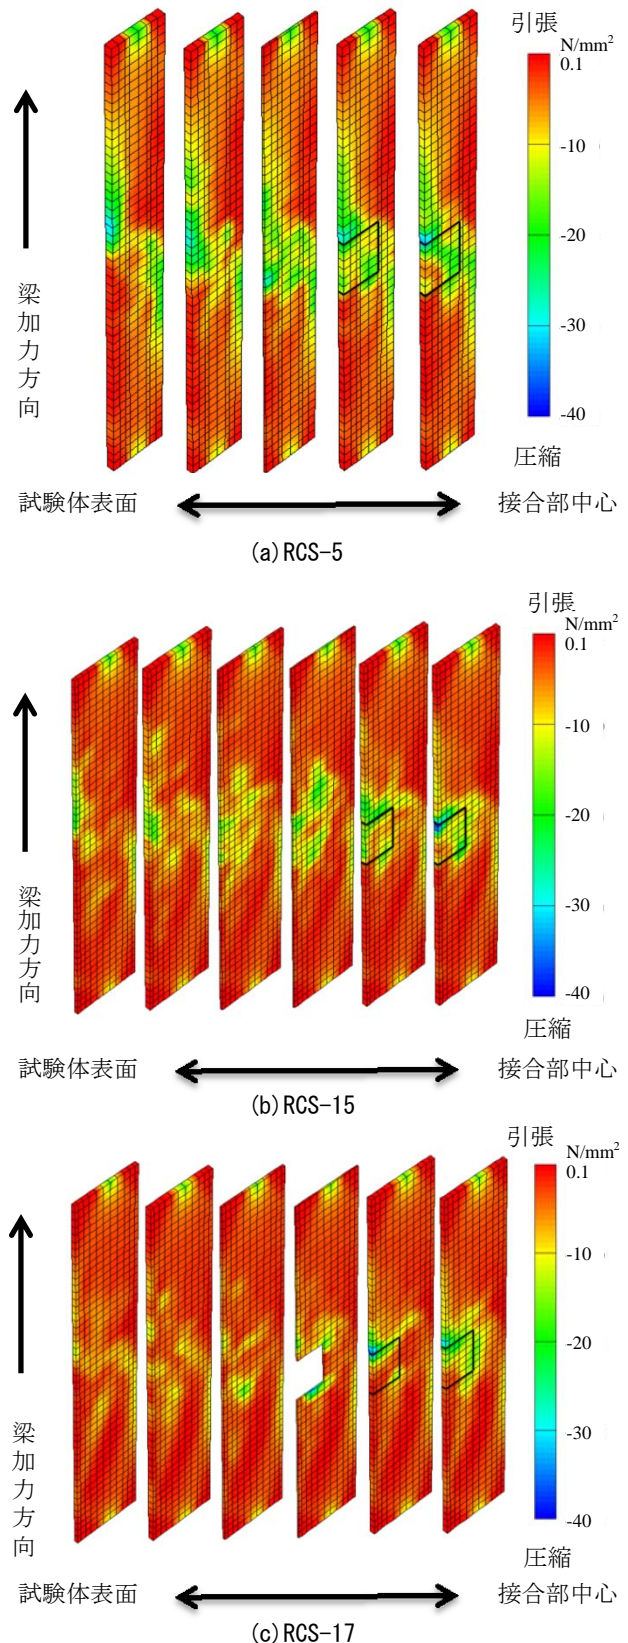 引張
N/mm²
0.1
-10
-20
-30
-40
圧縮
梁加力方向
試験体表面
接合部中心
(a)RCS-5
引張
N/mm²
0.1
-10
-20
-30
-40
圧縮
梁加力方向
試験体表面
接合部中心
(b)RCS-15
引張
N/mm²
0.1
-10
-20
-30
-40
圧縮
梁加力方向
試験体表面
接合部中心
(c)RCS-17